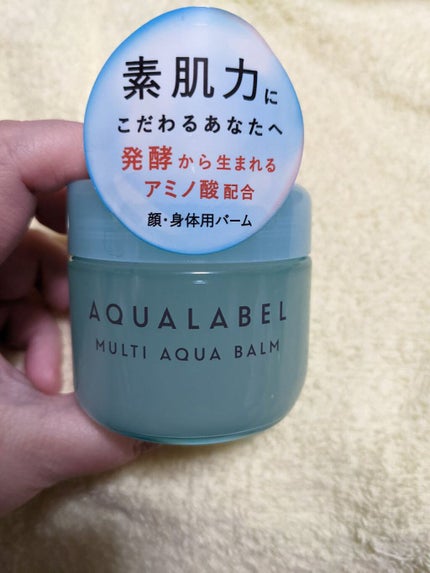 素肌力に
こだわるあなたへ
発酵から生まれる
アミノ酸配合
顔・身体用バーム
AQUALABEL
MULTI AQUA BALM